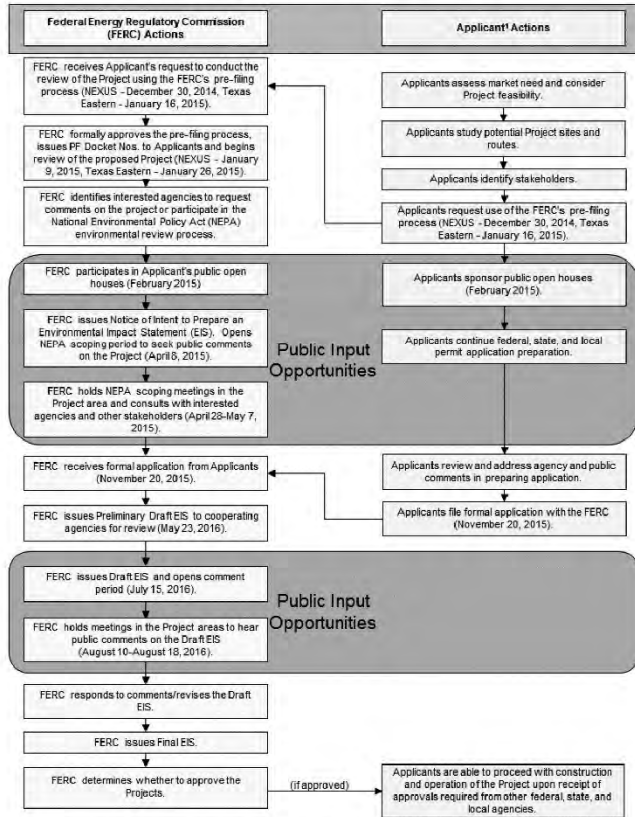 Federal Energy Regulatory Commission
(FERC) Actions
Applicant¹ Actions
FERC receives Applicant's request to conduct the
review of the Project using the FERC's pre-filing
process (NEXUS - December 30, 2014, Texas
Eastern - January 16, 2015).
FERC formally approves the pre-filing process,
issues PF Docket Nos. to Applicants and begins
review of the proposed Project (NEXUS - January
9, 2015, Texas Eastern - January 26, 2015).
FERC identifies interested agencies to request
comments on the project or participate in the
National Environmental Policy Act (NEPA)
environmental review process.
Applicants assess market need and consider
Project feasibility.
Applicants study potential Project sites and
routes.
Applicants identify stakeholders.
Applicants request use of the FERC's pre-filing
process (NEXUS - December 30, 2014, Texas
Eastern - January 16, 2015).
FERC participates in Applicant's public open
houses (February 2015)
FERC issues Notice of Intent to Prepare an
Environmental Impact Statement (EIS). Opens
NEPA scoping period to seek public comments
on the Project (April 8, 2015).
FERC holds NEPA scoping meetings in the
Project area and consults with interested
agencies and other stakeholders (April 28-May 7,
2015).
Public Input
Opportunities
Applicants sponsor public open houses
(February 2015).
Applicants continue federal, state, and local
permit application preparation.
FERC receives formal application from Applicants
(November 20, 2015).
FERC issues Preliminary Draft EIS to cooperating
agencies for review (May 23, 2016).
Applicants review and address agency and public
comments in preparing application.
Applicants file formal application with the FERC
(November 20, 2015).
FERC issues Draft EIS and opens comment
period (July 15, 2016).
FERC holds meetings in the Project areas to hear
public comments on the Draft EIS
(August 10-August 18, 2016).
Public Input
Opportunities
FERC responds to comments/revises the Draft
EIS.
FERC issues Final EIS.
FERC determines whether to approve the
Projects.
(if approved)
Applicants are able to proceed with construction
and operation of the Project upon receipt of
approvals required from other federal, state, and
local agencies.